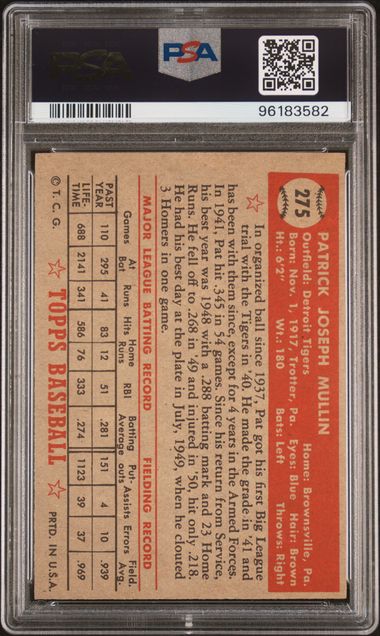 PSA
PSA
96183582
275
PATRICK JOSEPH MULLIN
Outfield: Detroit Tigers Home: Brownsville, Pa.
Born: Nov. 1, 1917, Trotter, Pa. Eyes: Blue Hair: Brown
Ht.: 6'2" Wt.: 180 Bats: Left Throws: Right
In organized ball since 1937, Pat got his first Big League
trial with the Tigers in '40. He made the grade in '41 and
has been with them since, except for 4 years in the Armed Forces.
In 1941, Pat hit .345 in 54 games. Since his return from Service,
his best year was 1948 with a .288 batting mark and 23 Home
Runs. He fell off to .268 in '49 and injured in '50, hit only .218.
He had his best day at the plate in July, 1949, when he clouted
3 Homers in one game.
MAJOR LEAGUE BATTING RECORD FIELDING RECORD
Games At Bat Runs Hits Home Runs RBI Batting Average Put-outs Assists Errors Field. Avg.
PAST YEAR 110 295 41 83 12 51 .281 151 4 10 .939
LIFE-TIME 688 2141 341 586 76 333 .274 1123 39 37 .969
© T. C. G. TOPPS BASEBALL PRTD. IN U.S.A.